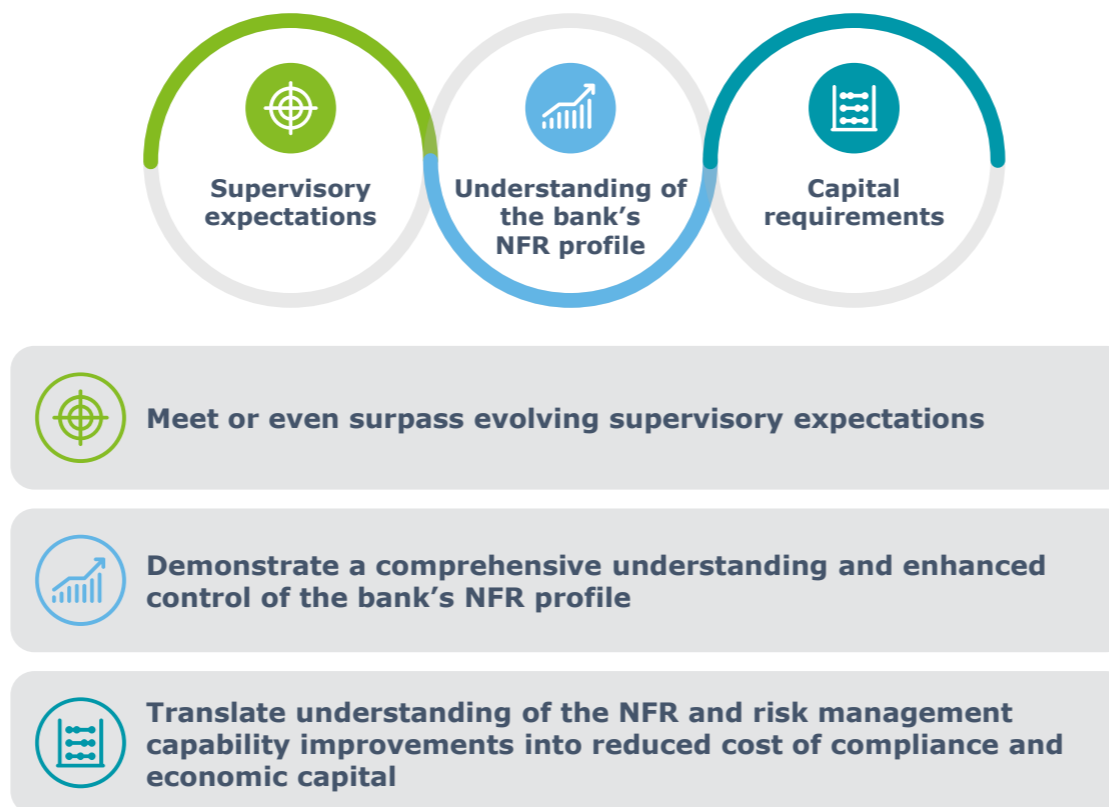 Supervisory
expectations
Understanding of
the bank’s
NFR profile
Capital
requirements
Meet or even surpass evolving supervisory expectations
Demonstrate a comprehensive understanding and enhanced
control of the bank’s NFR profile
Translate understanding of the NFR and risk management
capability improvements into reduced cost of compliance and
economic capital